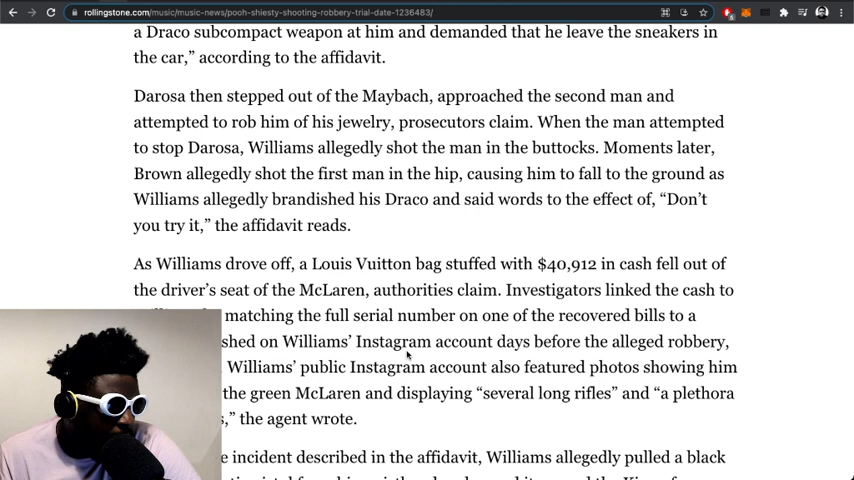 rollingstone.com/music/music-news/pooh-shiesty-shooting-robbery-trial-date-1236483/
a Draco subcompact weapon at him and demanded that he leave the sneakers in
the car,” according to the affidavit.
Darosa then stepped out of the Maybach, approached the second man and
attempted to rob him of his jewelry, prosecutors claim. When the man attempted
to stop Darosa, Williams allegedly shot the man in the buttocks. Moments later,
Brown allegedly shot the first man in the hip, causing him to fall to the ground as
Williams allegedly brandished his Draco and said words to the effect of, “Don’t
you try it,” the affidavit reads.
As Williams drove off, a Louis Vuitton bag stuffed with $40,912 in cash fell out of
the driver’s seat of the McLaren, authorities claim. Investigators linked the cash to
matching the full serial number on one of the recovered bills to a
shed on Williams’ Instagram account days before the alleged robbery,
Williams’ public Instagram account also featured photos showing him
the green McLaren and displaying “several long rifles” and “a plethora
s,” the agent wrote.
e incident described in the affidavit, Williams allegedly pulled a black